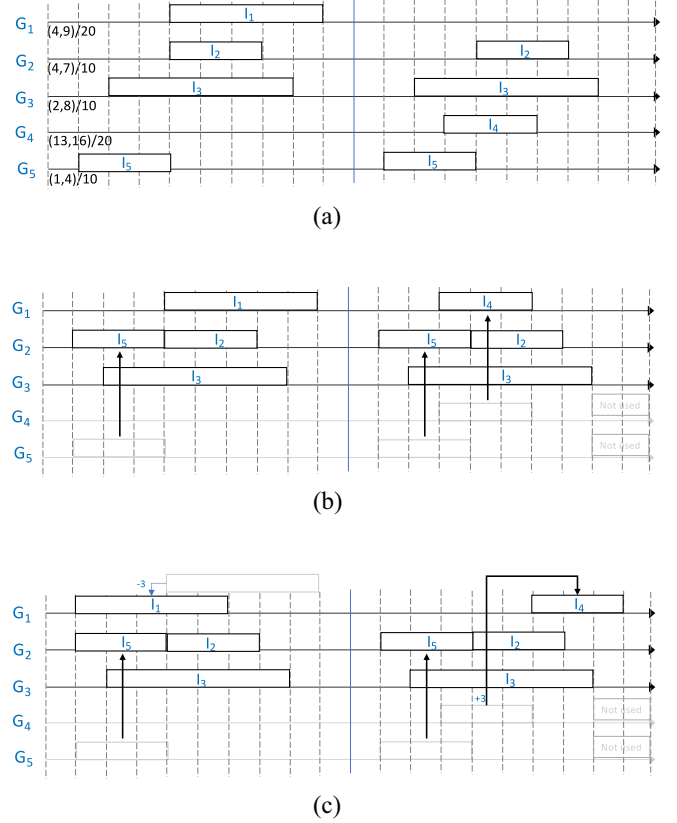 G1 (4,9)/20 I1
G2 (4,7)/10 I2 I2
G3 (2,8)/10 I3 I3
G4 (13,16)/20 I4
G5 (1,4)/10 I5 I5
(a)
G1 I1 I4
G2 I5 I2 I5 I2
G3 I3 I3
G4 Not used
G5 Not used
(b)
-3
G1 I1 I4
G2 I5 I2 I5 I2
G3 I3 I3
G4 +3 Not used
G5 Not used
(c)